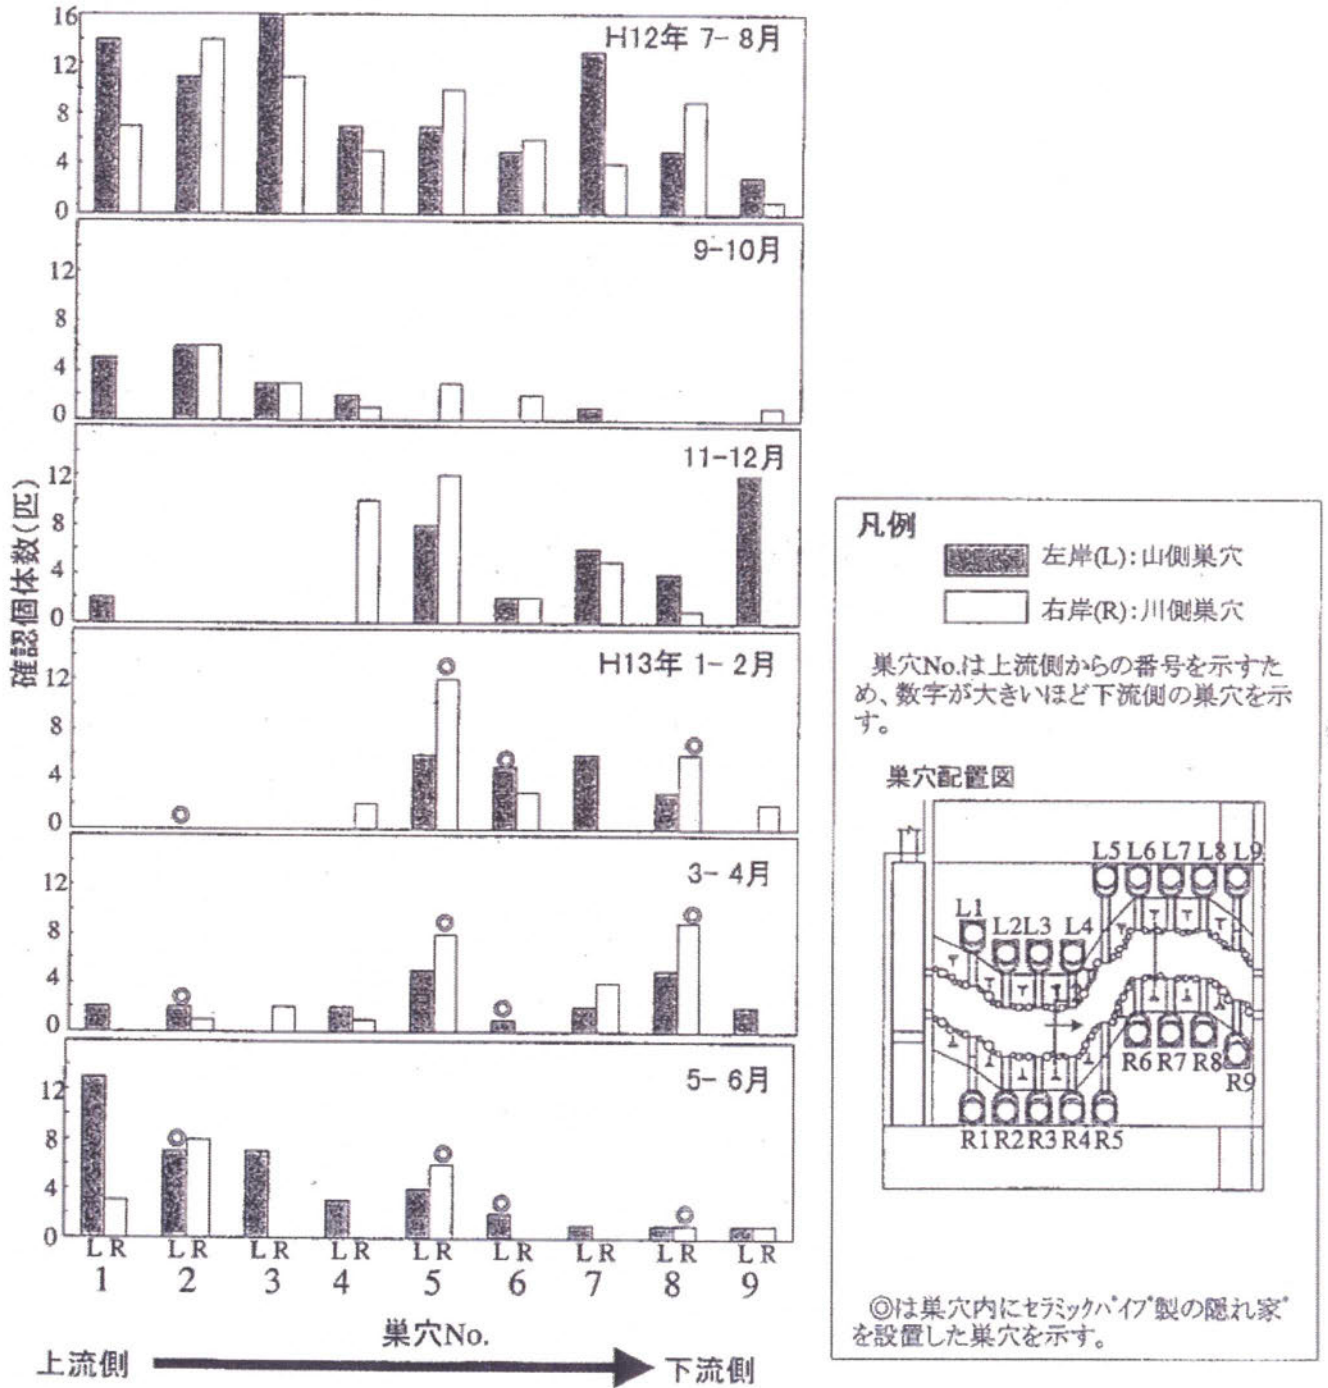 確認個体数(匹)
H12年 7-8月
16
12
8
4
0
9-10月
12
8
4
0
11-12月
12
8
4
0
H13年 1-2月
◎
◎
◎
◎
12
8
4
0
3-4月
◎
◎
◎
◎
12
8
4
0
5-6月
◎
◎
◎
◎
12
8
4
0
L R L R L R L R L R L R L R L R L R
1 2 3 4 5 6 7 8 9
巣穴No.
上流側 下流側
凡例
左岸(L):山側巣穴
右岸(R):川側巣穴
巣穴No.は上流側からの番号を示すた
め、数字が大きいほど下流側の巣穴を示
す。
巣穴配置図
L5 L6 L7 L8 L9
L1 L2 L3 L4
R6 R7 R8 R9
R1 R2 R3 R4 R5
◎は巣穴内にセラミックパイプ製の隠れ家
を設置した巣穴を示す。